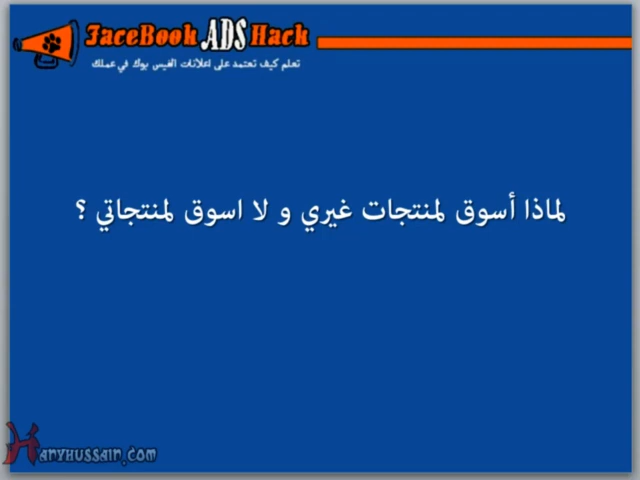 FaceBook ADS Hack
تعلم كيف تعتمد على اعلانات الفيس بوك في عملك
لماذا أسوق لمنتجات غيري و لا اسوق لمنتجاتي ؟
Hanyhussain.com